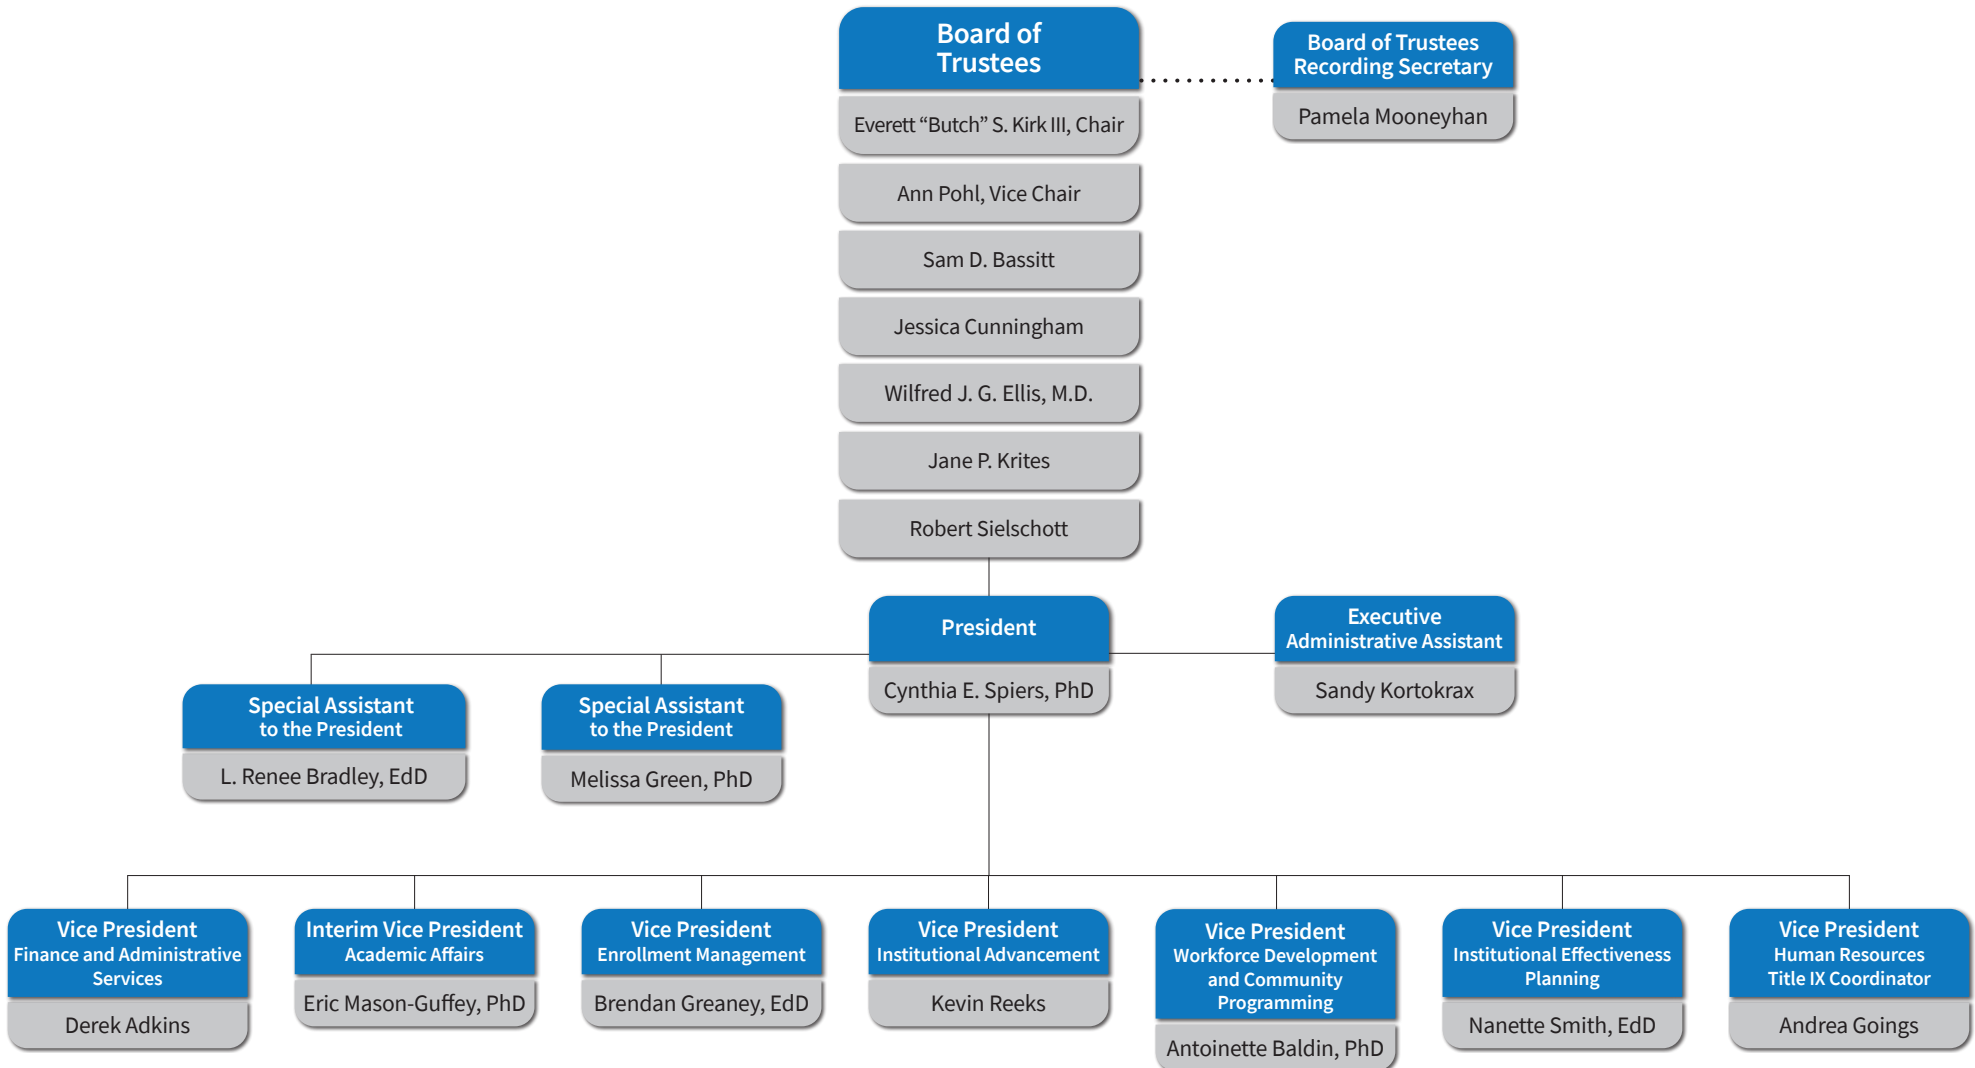 Board of
Trustees
Board of Trustees
Recording Secretary
Pamela Mooneyhan
Everett “Butch” S. Kirk III, Chair
Ann Pohl, Vice Chair
Sam D. Bassitt
Jessica Cunningham
Wilfred J. G. Ellis, M.D.
Jane P. Krites
Robert Sielschott
President
Cynthia E. Spiers, PhD
Executive
Administrative Assistant
Sandy Kortokrax
Special Assistant
to the President
L. Renee Bradley, EdD
Special Assistant
to the President
Melissa Green, PhD
Vice President
Finance and Administrative
Services
Derek Adkins
Interim Vice President
Academic Affairs
Eric Mason-Guffey, PhD
Vice President
Enrollment Management
Brendan Greaney, EdD
Vice President
Institutional Advancement
Kevin Reeks
Vice President
Workforce Development
and Community
Programming
Antoinette Baldin, PhD
Vice President
Institutional Effectiveness
Planning
Nanette Smith, EdD
Vice President
Human Resources
Title IX Coordinator
Andrea Goings